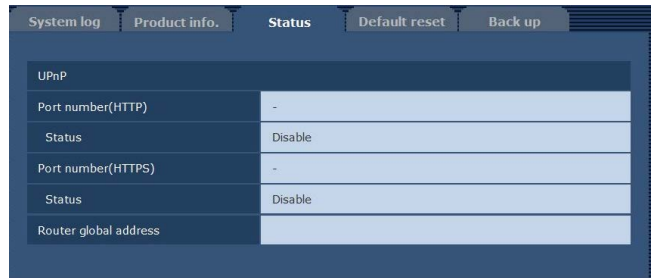 System log Product info. Status Default reset Back up
UPnP
Port number(HTTP) -
Status Disable
Port number(HTTPS) -
Status Disable
Router global address